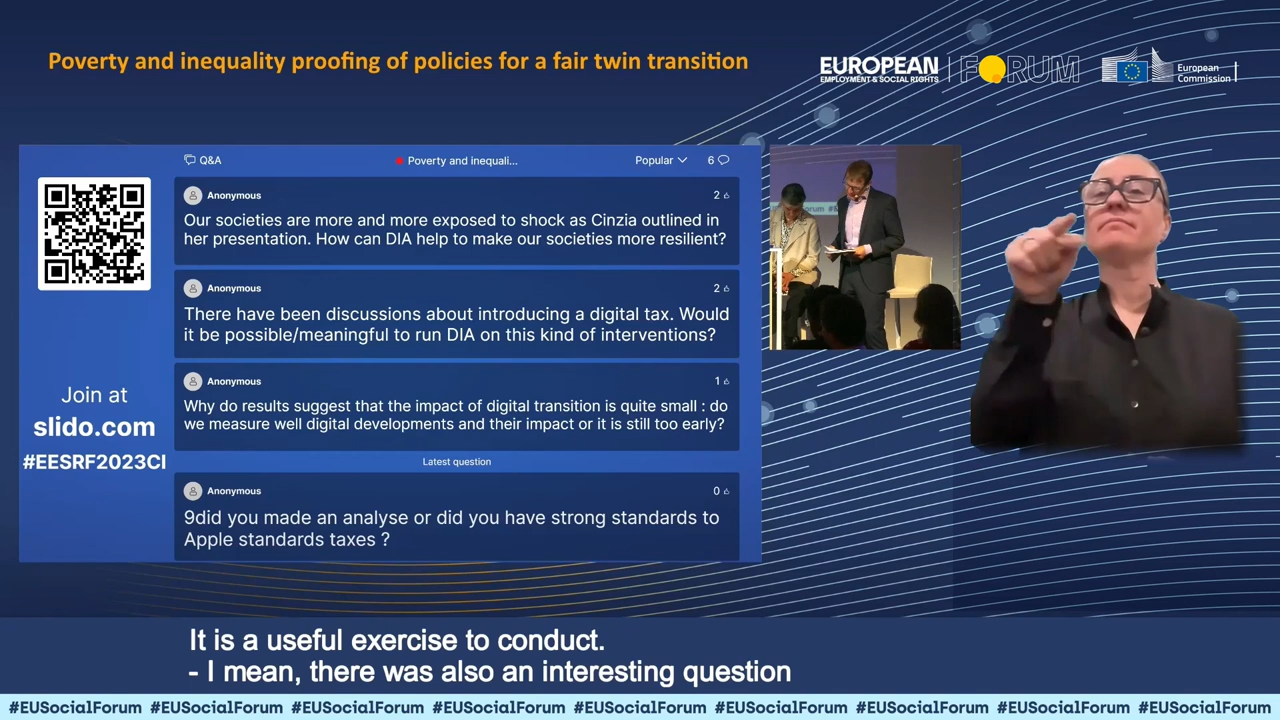 Poverty and inequality proofing of policies for a fair twin transition
EUROPEAN
EMPLOYMENT & SOCIAL RIGHTS
FORUM
European
Commission
Q&A
Poverty and inequali...
Popular
6
Anonymous
2
Our societies are more and more exposed to shock as Cinzia outlined in
her presentation. How can DIA help to make our societies more resilient?
Anonymous
2
There have been discussions about introducing a digital tax. Would
it be possible/meaningful to run DIA on this kind of interventions?
Anonymous
1
Why do results suggest that the impact of digital transition is quite small : do
we measure well digital developments and their impact or it is still too early?
Latest question
Anonymous
0
9did you made an analyse or did you have strong standards to
Apple standards taxes ?
Join at
slido.com
#EESRF2023CI
It is a useful exercise to conduct.
- I mean, there was also an interesting question
#EUSocialForum #EUSocialForum #EUSocialForum #EUSocialForum #EUSocialForum #EUSocialForum #EUSocialForum #EUSocialForum #EUSocialForum